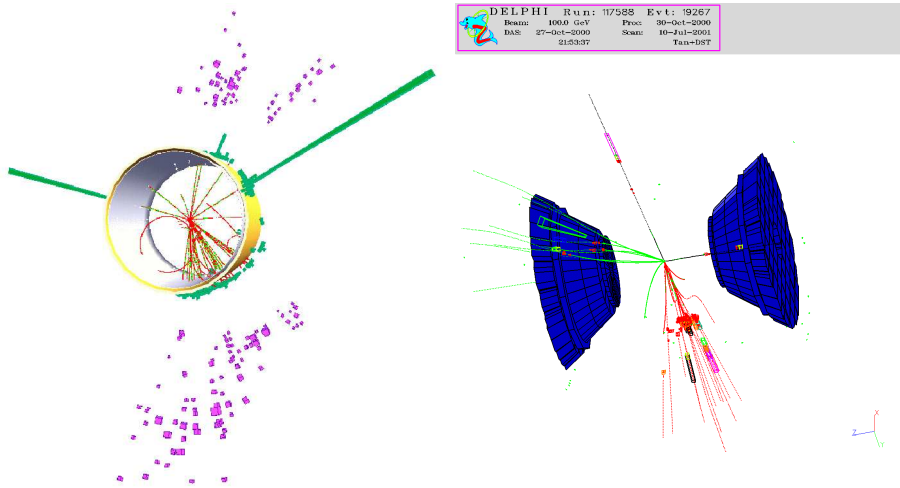 DELPHI Run: 117588 Evt: 19267
Beam: 100.0 GeV Proc: 30-Oct-2000
DAS: 27-Oct-2000 Scan: 10-Jul-2001
21:53:37 Tan+DST
X
Z
Y